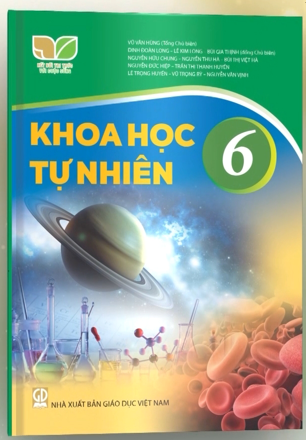 KẾT NỐI TRI THỨC
VỚI CUỘC SỐNG
VŨ VĂN HÙNG (Tổng Chủ biên)
ĐINH ĐOÀN LONG – LÊ KIM LONG – BÙI GIA THỊNH (đồng Chủ biên)
NGUYỄN HỮU CHUNG – NGUYỄN THU HÀ – BÙI THỊ VIỆT HÀ
NGUYỄN ĐỨC HIỆP – TRẦN THỊ THANH HUYỀN
LÊ TRỌNG HUYỀN – VŨ TRỌNG RỸ – NGUYỄN VĂN VỊNH
KHOA HỌC
TỰ NHIÊN
6
NHÀ XUẤT BẢN GIÁO DỤC VIỆT NAM